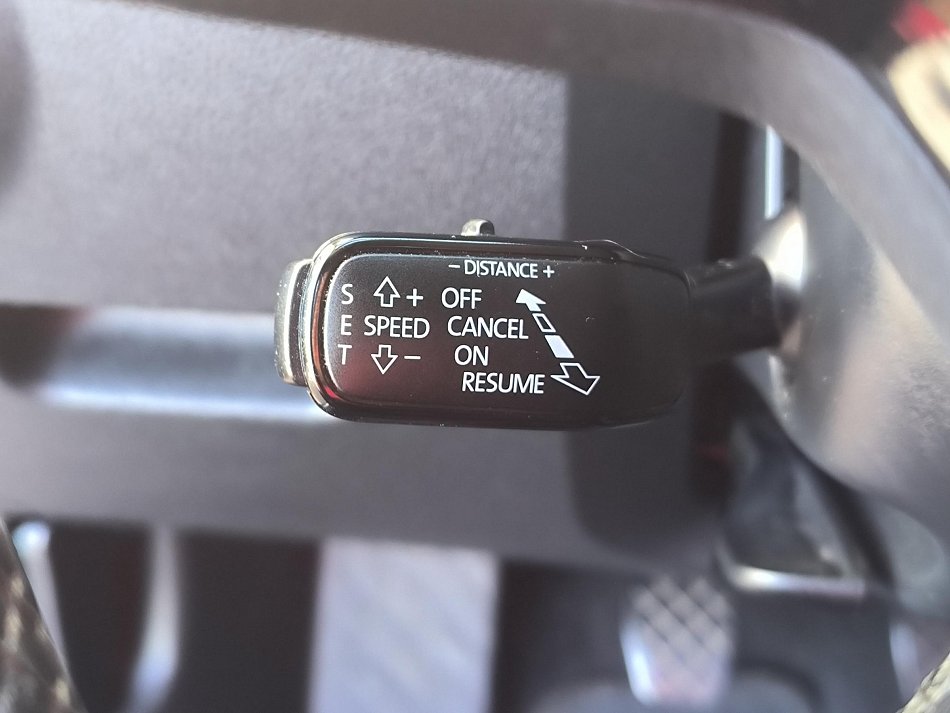 − DISTANCE +
S + OFF
E SPEED CANCEL
T − ON
RESUME